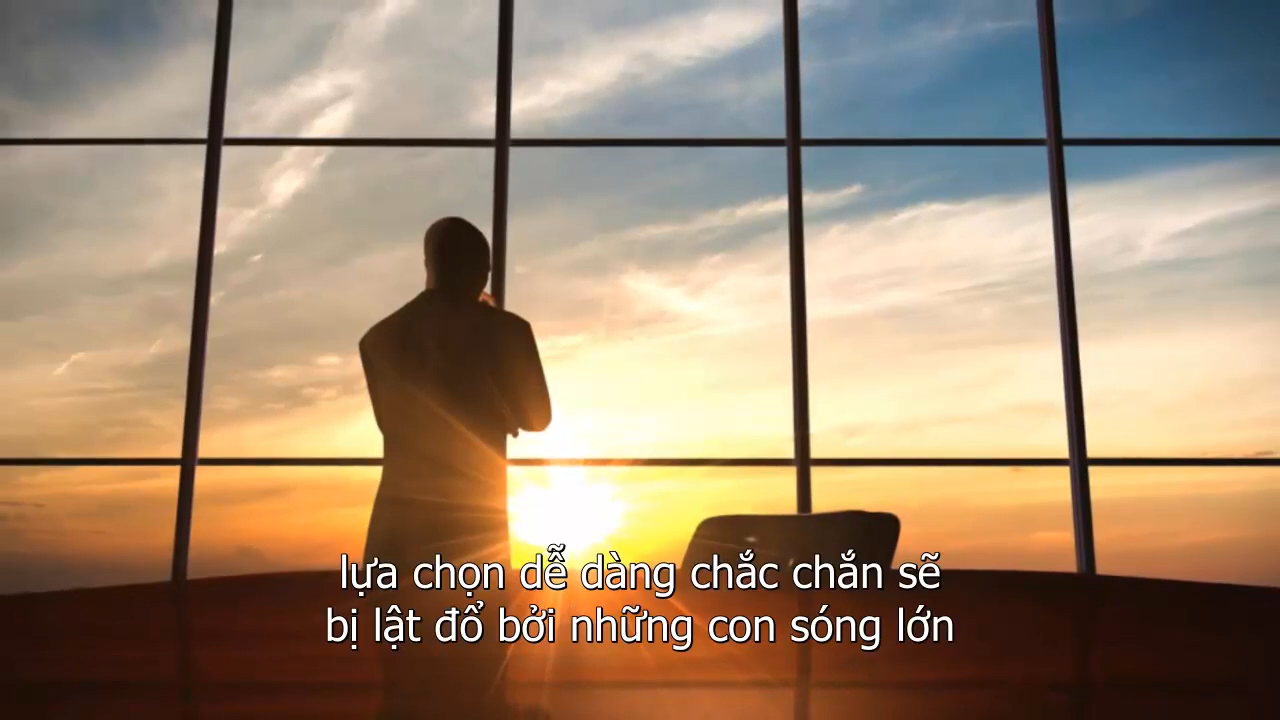 lựa chọn dễ dàng chắc chắn sẽ
bị lật đổ bởi những con sóng lớn